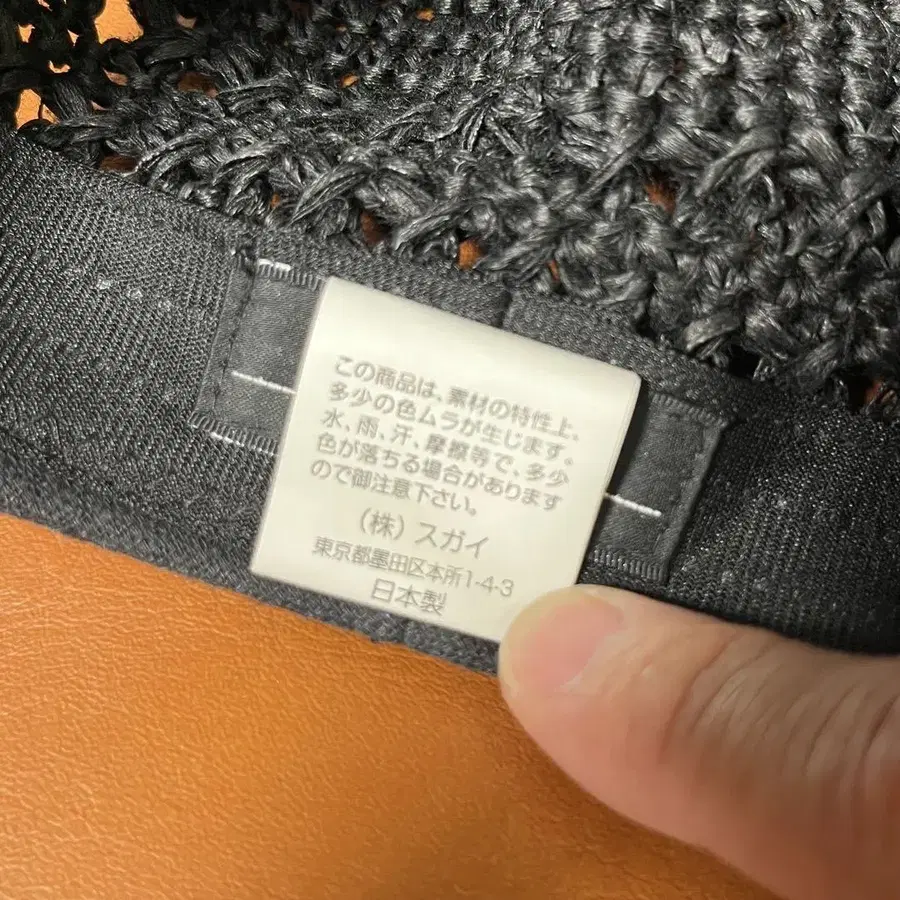 この商品は、素材の特性上、
多少の色ムラが生じます。
水、雨、汗、摩擦等で、多少
色が落ちる場合があります
ので御注意下さい。
（株）スガイ
東京都墨田区本所1-4-3
日本製